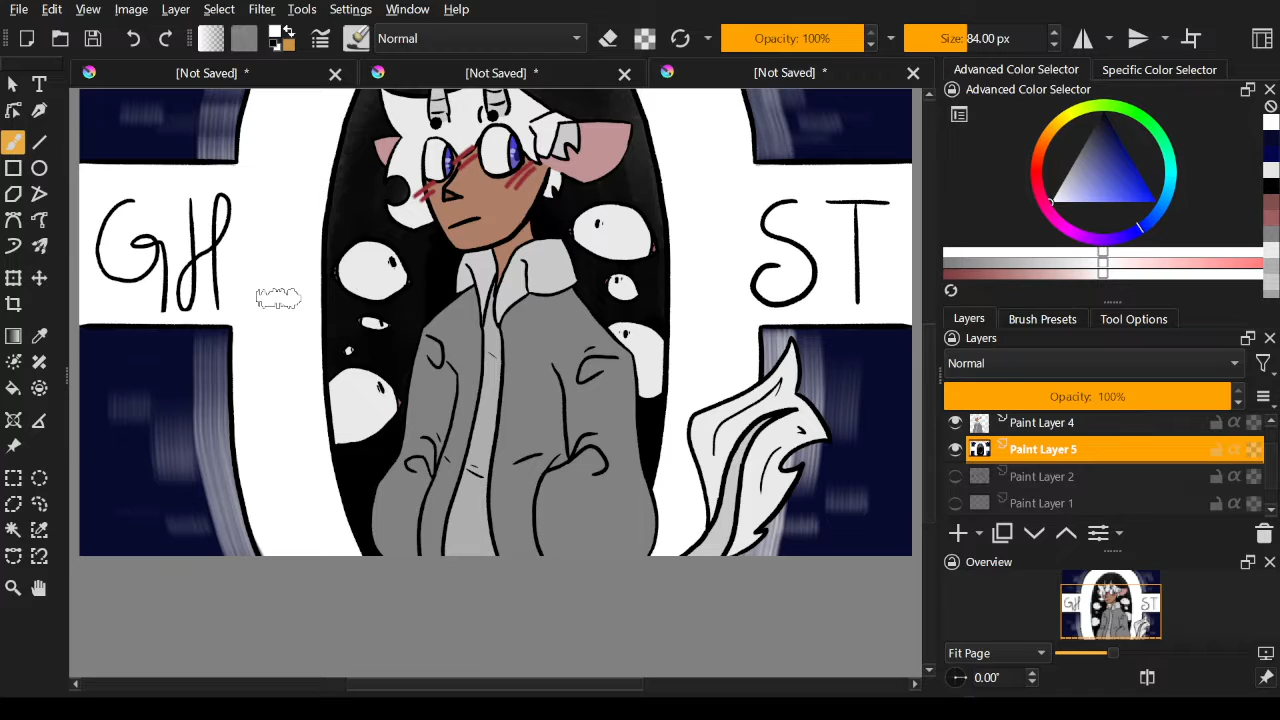 File Edit View Image Layer Select Filter Tools Settings Window Help
Normal Opacity: 100% Size: 84.00 px
[Not Saved] * [Not Saved] * [Not Saved] *
Advanced Color Selector Specific Color Selector
Advanced Color Selector
GH ST
Layers Brush Presets Tool Options
Layers
Normal
Opacity: 100%
Paint Layer 4
Paint Layer 5
Paint Layer 2
Paint Layer 1
Overview
GH ST
Fit Page
0.00°